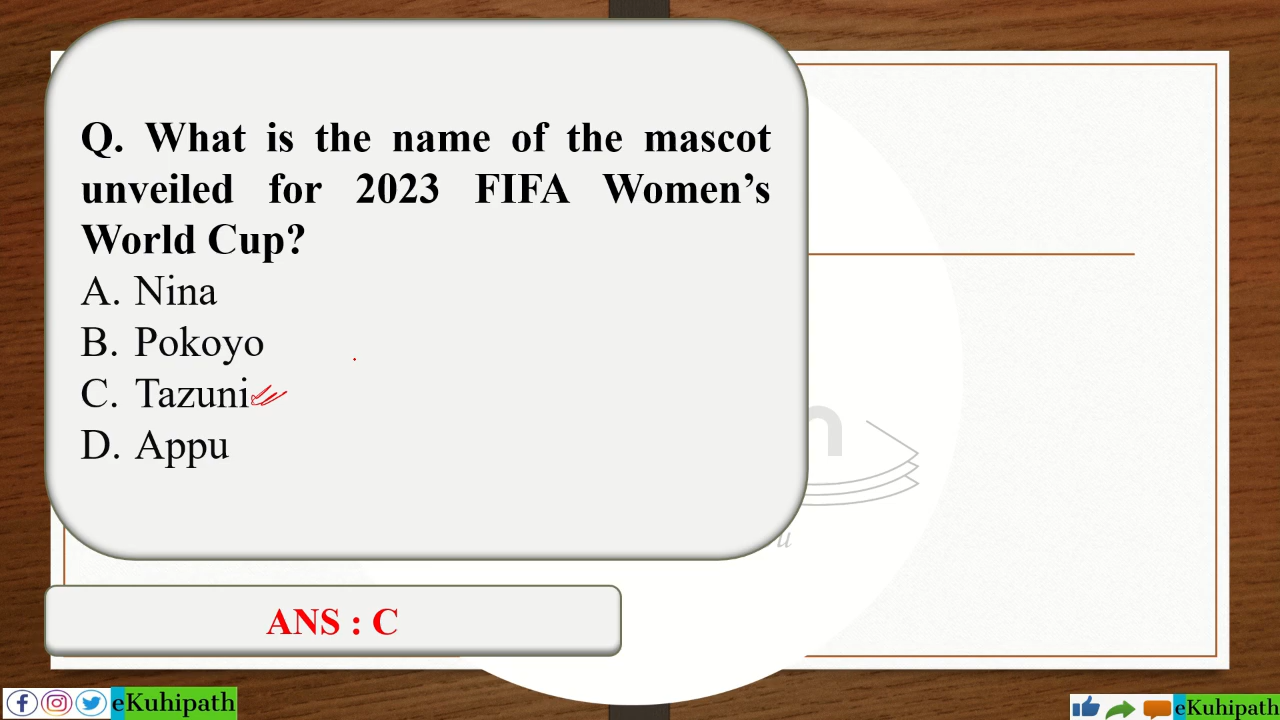 Q. What is the name of the mascot
unveiled for 2023 FIFA Women’s
World Cup?
A. Nina
B. Pokoyo
C. Tazuni
D. Appu
n
u
ANS : C
eKuhipath
eKuhipath